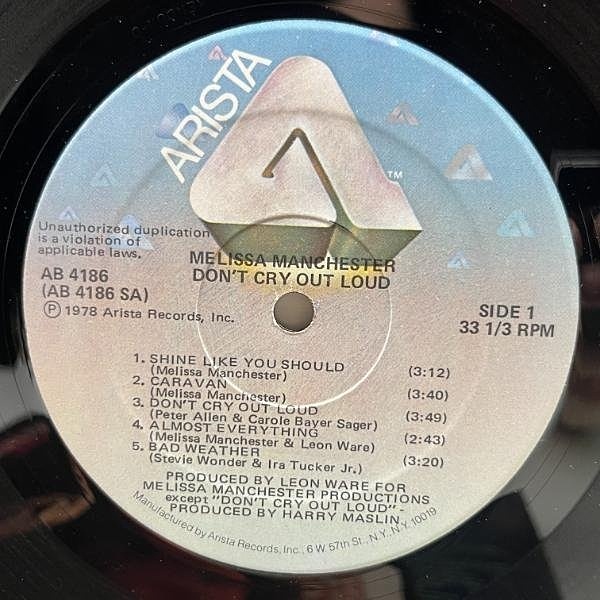 ARISTA
TM
Unauthorized duplication
is a violation of
applicable laws.
MELISSA MANCHESTER
DON'T CRY OUT LOUD
AB 4186
(AB 4186 SA)
Ⓟ 1978 Arista Records, Inc.
SIDE 1
33 1/3 RPM
1. SHINE LIKE YOU SHOULD (3:12)
(Melissa Manchester)
2. CARAVAN (3:40)
(Melissa Manchester)
3. DON'T CRY OUT LOUD (3:49)
(Peter Allen & Carole Bayer Sager)
4. ALMOST EVERYTHING (2:43)
(Melissa Manchester & Leon Ware)
5. BAD WEATHER (3:20)
(Stevie Wonder & Ira Tucker Jr.)
PRODUCED BY LEON WARE FOR
MELISSA MANCHESTER PRODUCTIONS
except "DON'T CRY OUT LOUD" -
PRODUCED BY HARRY MASLIN
Manufactured by Arista Records, Inc., 6 W 57th St., N.Y., N.Y. 10019